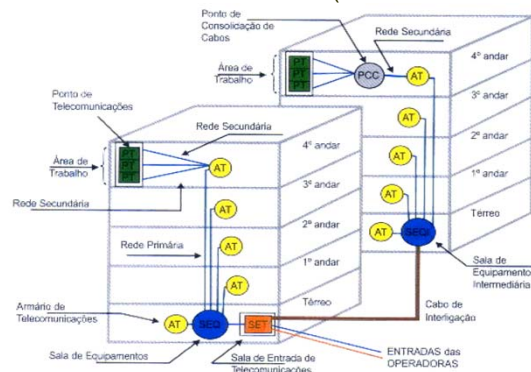 Ponto de
Consolidação de
Cabos
Rede
Secundária
Área de
Trabalho
PT
PT
PT
PCC
AT
4º andar
3º andar
AT
2º andar
AT
1º andar
AT
Térreo
AT
SEQI
Sala de
Equipamento
Intermediária
Ponto de
Telecomunicações
Rede
Secundária
Área de
Trabalho
PT
PT
PT
AT
4º andar
Rede
Secundária
3º andar
AT
2º andar
Rede
Primária
AT
1º andar
AT
Térreo
Armário de
Telecomunicações
AT
SEQ
SET
Cabo de
Interligação
Sala de Equipamentos
Sala de Entrada de
Telecomunicações
ENTRADAS das
OPERADORAS